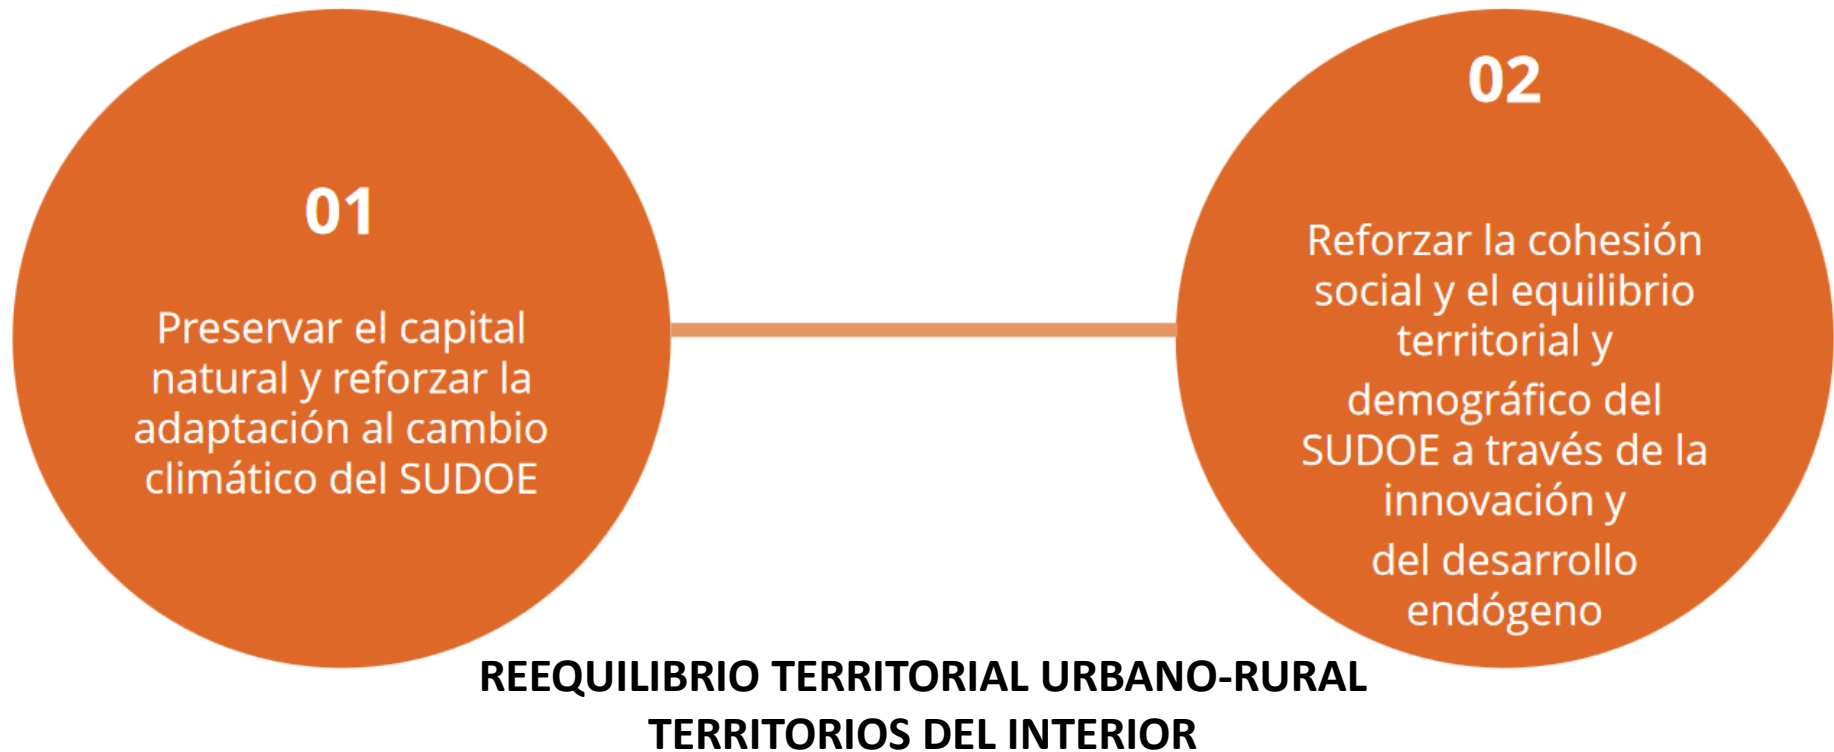 01
Preservar el capital
natural y reforzar la
adaptación al cambio
climático del SUDOE
02
Reforzar la cohesión
social y el equilibrio
territorial y
demográfico del
SUDOE a través de la
innovación y
del desarrollo
endógeno
REEQUILIBRIO TERRITORIAL URBANO-RURAL
TERRITORIOS DEL INTERIOR